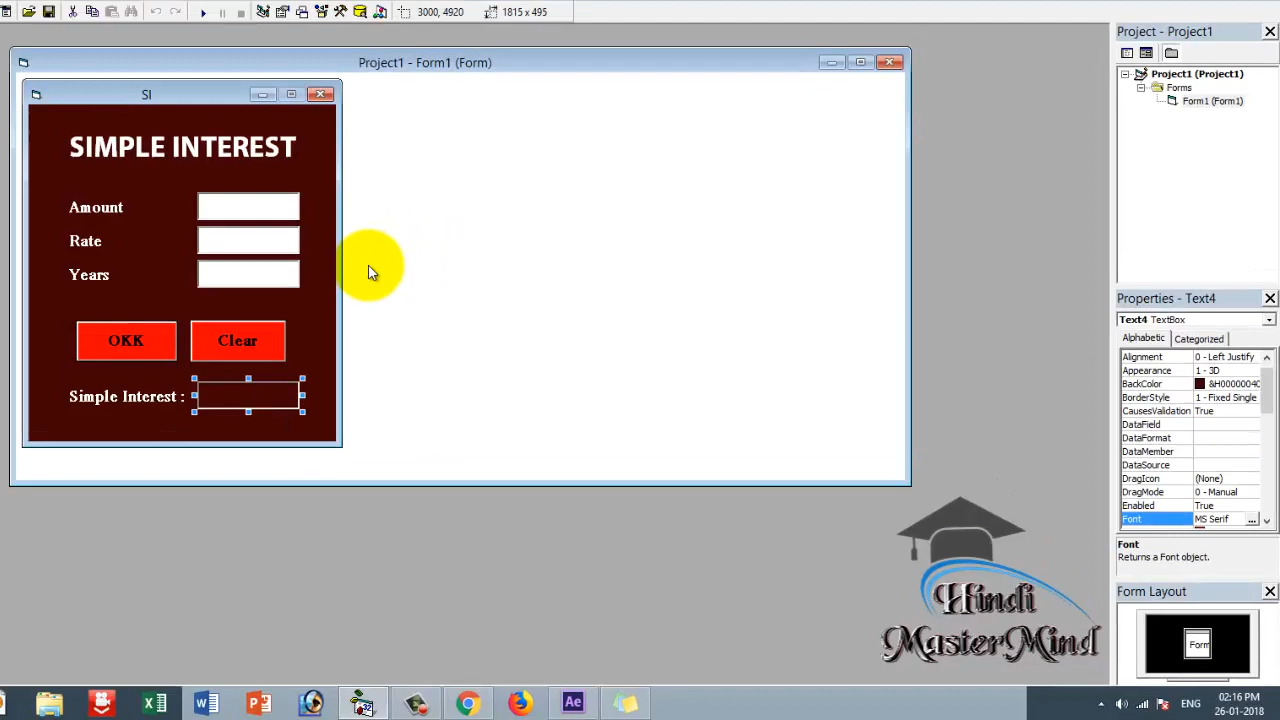 3000, 4920
1815 x 495
Project - Project1
Project1 - Form1 (Form)
Project1 (Project1)
Forms
Form1 (Form1)
SI
SIMPLE INTEREST
Amount
Rate
Years
OKK
Clear
Simple Interest :
Properties - Text4
Text4 TextBox
Alphabetic
Categorized
Alignment 0 - Left Justify
Appearance 1 - 3D
BackColor &H0000004C
BorderStyle 1 - Fixed Single
CausesValidation True
DataField
DataFormat
DataMember
DataSource
DragIcon (None)
DragMode 0 - Manual
Enabled True
Font MS Serif ...
Font
Returns a Font object.
Form Layout
Form
Hindi
MasterMind
ENG
02:16 PM
26-01-2018